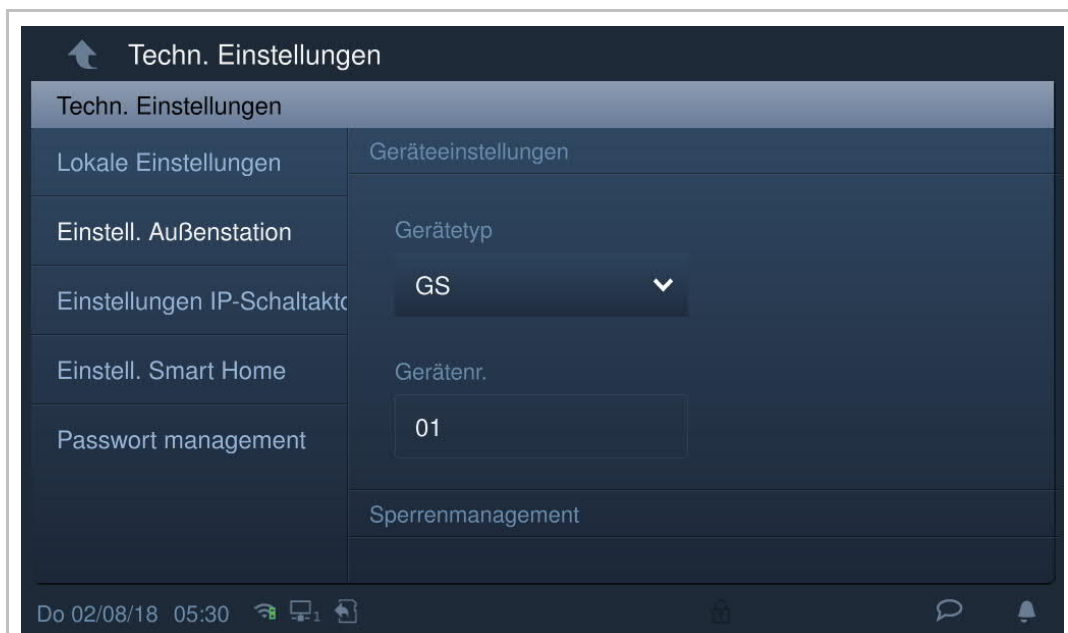 Techn. Einstellungen
Techn. Einstellungen
Lokale Einstellungen
Einstell. Außenstation
Einstellungen IP-Schaltakto
Einstell. Smart Home
Passwort management
Geräteeinstellungen
Gerätetyp
GS
Gerätenr.
01
Sperrenmanagement
Do 02/08/18 05:30
1